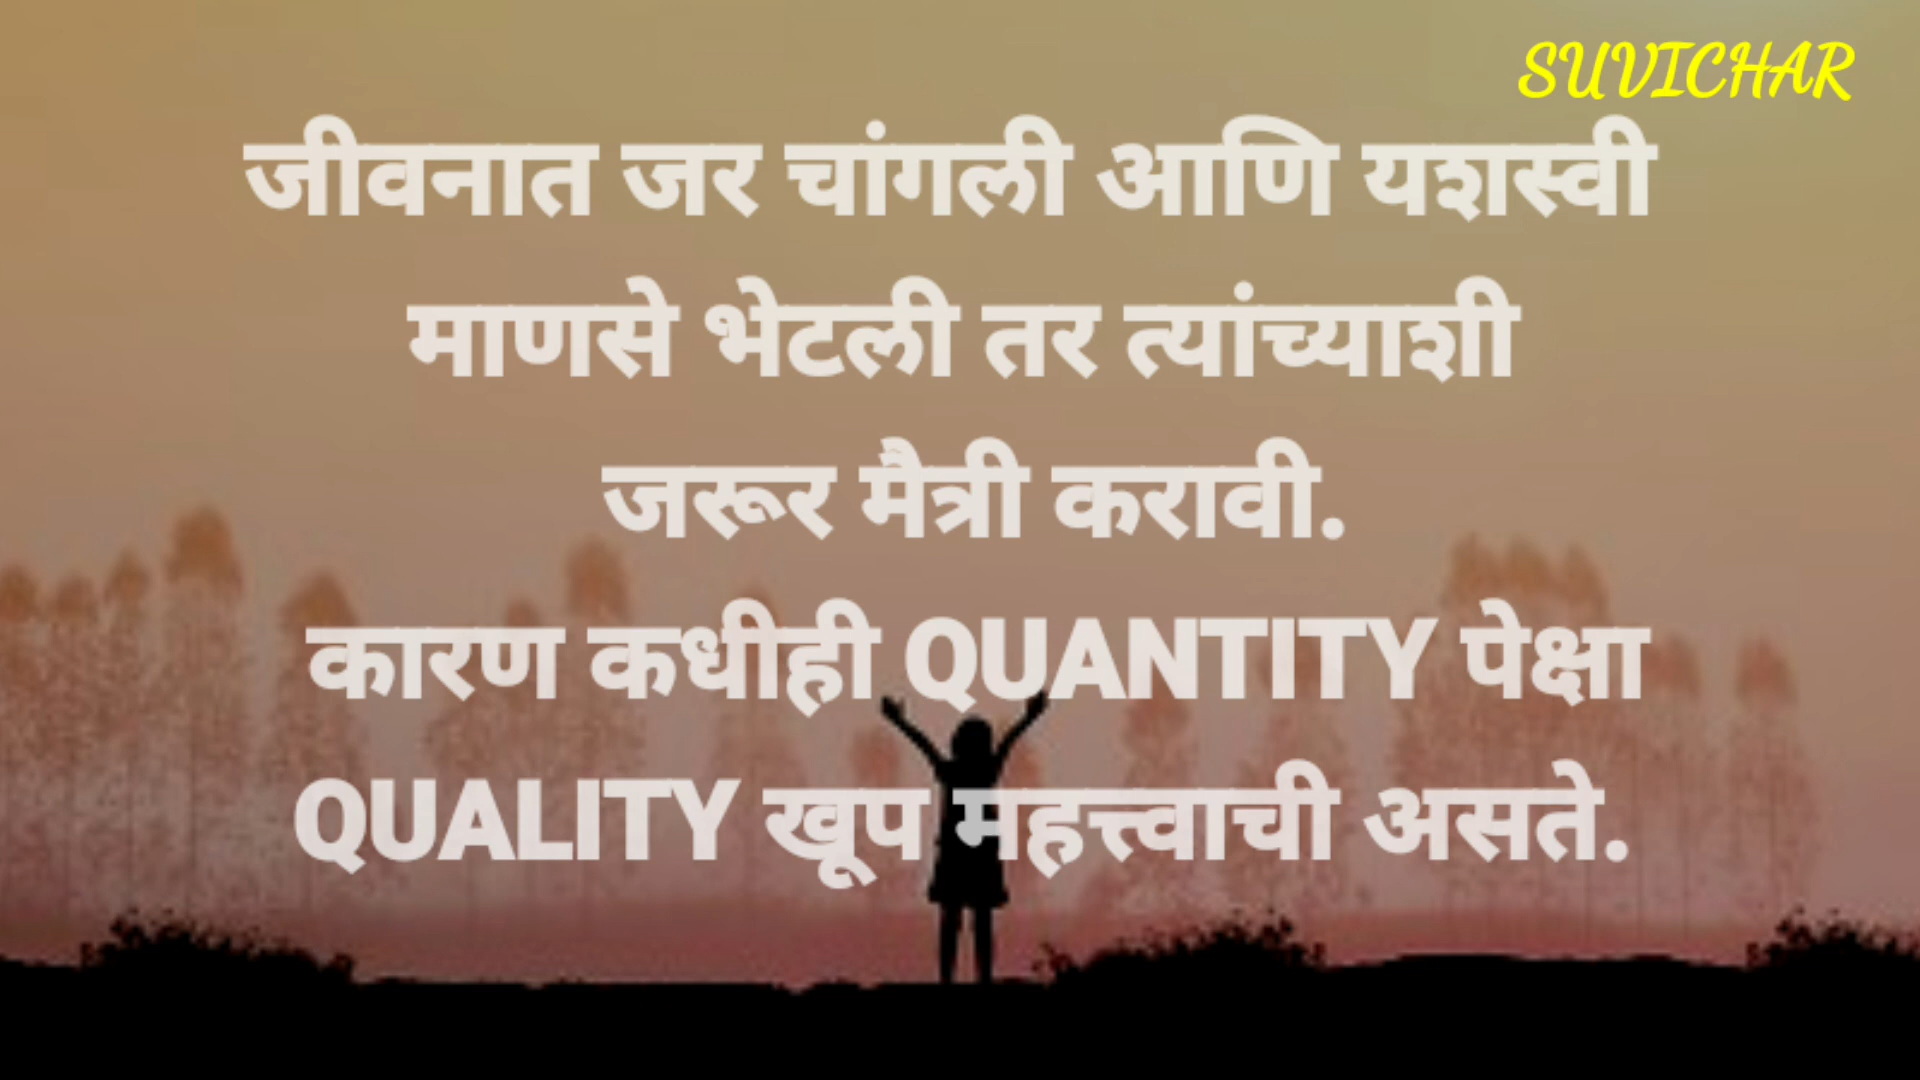 SUVICHAR
जीवनात जर चांगली आणि यशस्वी
माणसे भेटली तर त्यांच्याशी
जरूर मैत्री करावी.
कारण कधीही QUANTITY पेक्षा
QUALITY खूप महत्त्वाची असते.